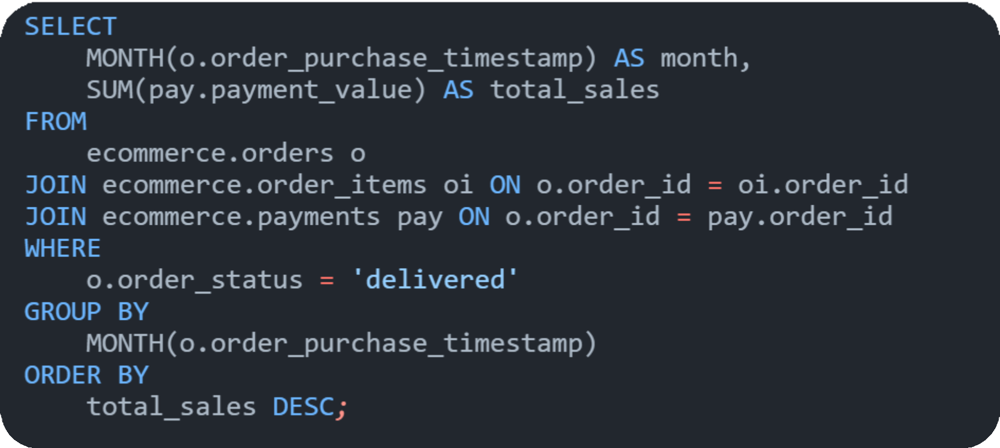 SELECT
    MONTH(o.order_purchase_timestamp) AS month,
    SUM(pay.payment_value) AS total_sales
FROM
    ecommerce.orders o
JOIN ecommerce.order_items oi ON o.order_id = oi.order_id
JOIN ecommerce.payments pay ON o.order_id = pay.order_id
WHERE
    o.order_status = 'delivered'
GROUP BY
    MONTH(o.order_purchase_timestamp)
ORDER BY
    total_sales DESC;